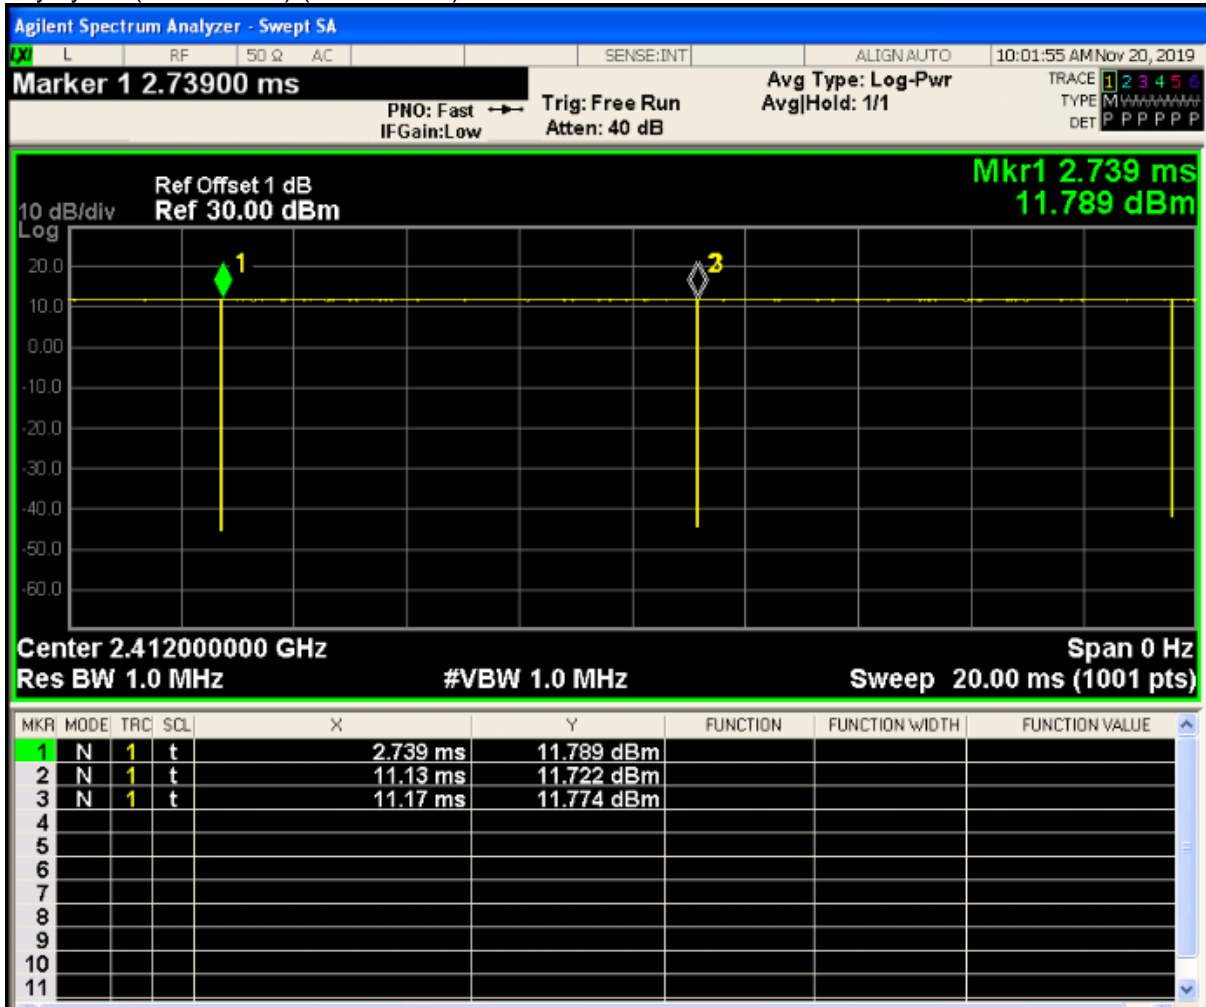 Agilent Spectrum Analyzer - Swept SA
LXI L RF 50 Ω AC SENSE:INT ALIGN AUTO 10:01:55 AM Nov 20, 2019
Marker 1 2.73900 ms
PNO: Fast
IFGain:Low
Trig: Free Run
Atten: 40 dB
Avg Type: Log-Pwr
Avg|Hold: 1/1
TRACE 1 2 3 4 5 6
TYPE M
DET P P P P P P
Mkr1 2.739 ms
11.789 dBm
Ref Offset 1 dB
10 dB/div Ref 30.00 dBm
Log
20.0
10.0
0.00
-10.0
-20.0
-30.0
-40.0
-50.0
-60.0
1
3
Center 2.412000000 GHz Span 0 Hz
Res BW 1.0 MHz #VBW 1.0 MHz Sweep 20.00 ms (1001 pts)
MKR MODE TRC SCL X Y FUNCTION FUNCTION WIDTH FUNCTION VALUE
1 N 1 t 2.739 ms 11.789 dBm
2 N 1 t 11.13 ms 11.722 dBm
3 N 1 t 11.17 ms 11.774 dBm
4
5
6
7
8
9
10
11